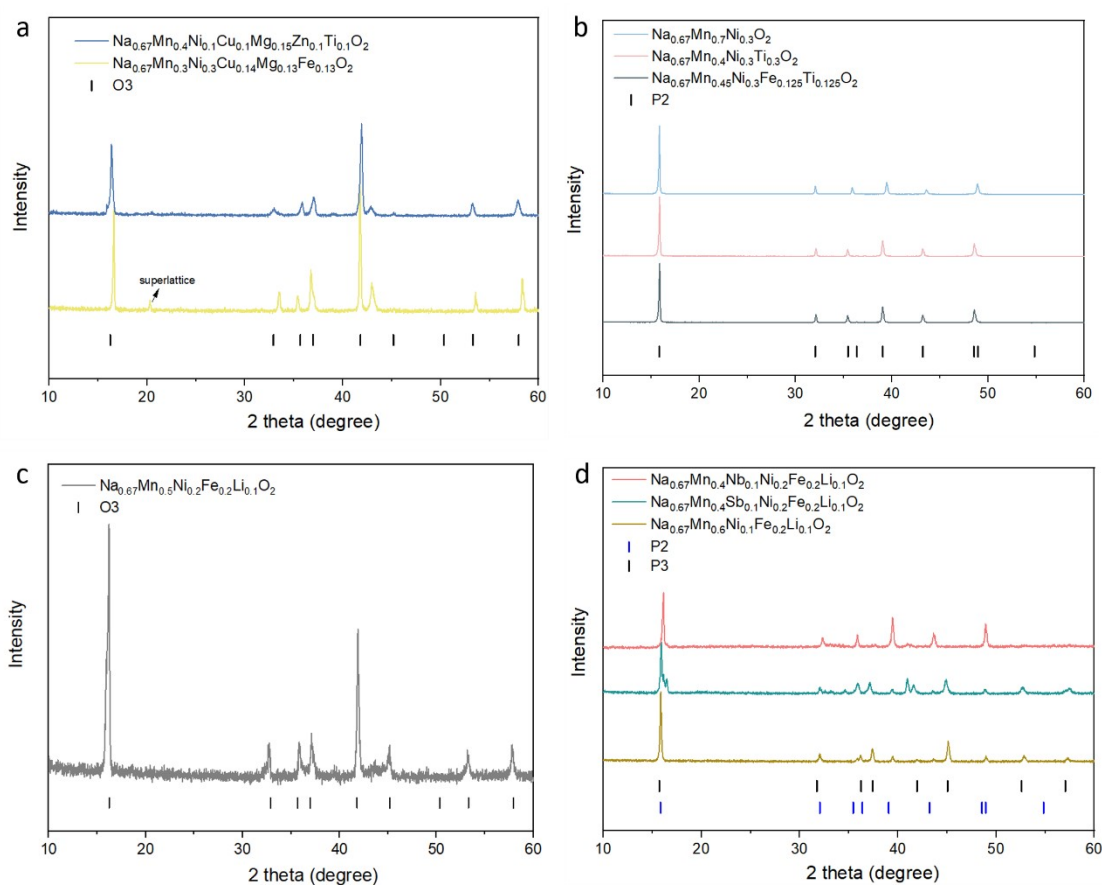 a
Na0.67Mn0.4Ni0.1Cu0.1Mg0.15Zn0.1Ti0.1O2
Na0.67Mn0.3Ni0.3Cu0.14Mg0.13Fe0.13O2
O3
superlattice
Intensity
10 20 30 40 50 60
2 theta (degree)
b
Na0.67Mn0.7Ni0.3O2
Na0.67Mn0.4Ni0.3Ti0.3O2
Na0.67Mn0.45Ni0.3Fe0.125Ti0.125O2
P2
Intensity
10 20 30 40 50 60
2 theta (degree)
c
Na0.67Mn0.5Ni0.2Fe0.2Li0.1O2
O3
Intensity
10 20 30 40 50 60
2 theta (degree)
d
Na0.67Mn0.4Nb0.1Ni0.2Fe0.2Li0.1O2
Na0.67Mn0.4Sb0.1Ni0.2Fe0.2Li0.1O2
Na0.67Mn0.6Ni0.1Fe0.2Li0.1O2
P2
P3
Intensity
10 20 30 40 50 60
2 theta (degree)